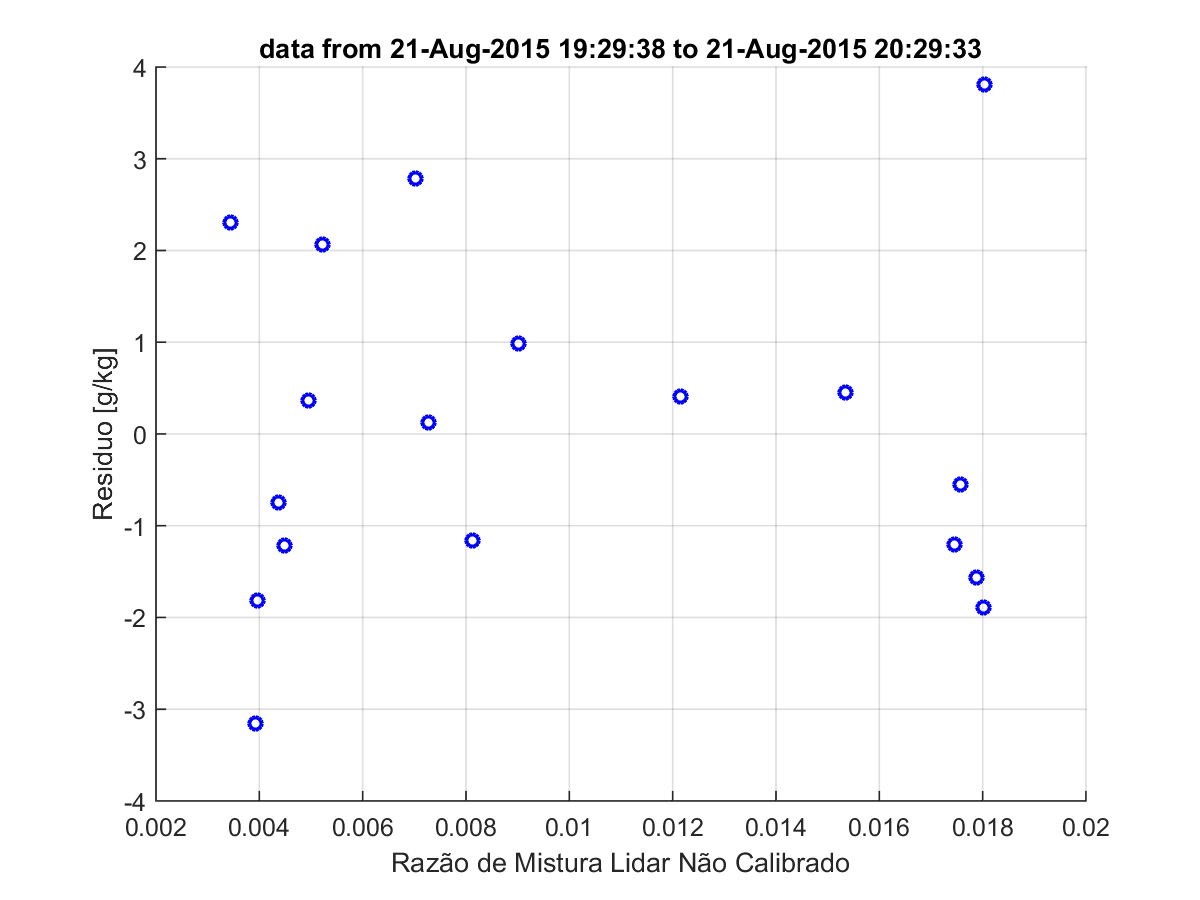 data from 21-Aug-2015 19:29:38 to 21-Aug-2015 20:29:33
4
3
2
1
0
-1
-2
-3
-4
Residuo [g/kg]
0.002 0.004 0.006 0.008 0.01 0.012 0.014 0.016 0.018 0.02
Razão de Mistura Lidar Não Calibrado